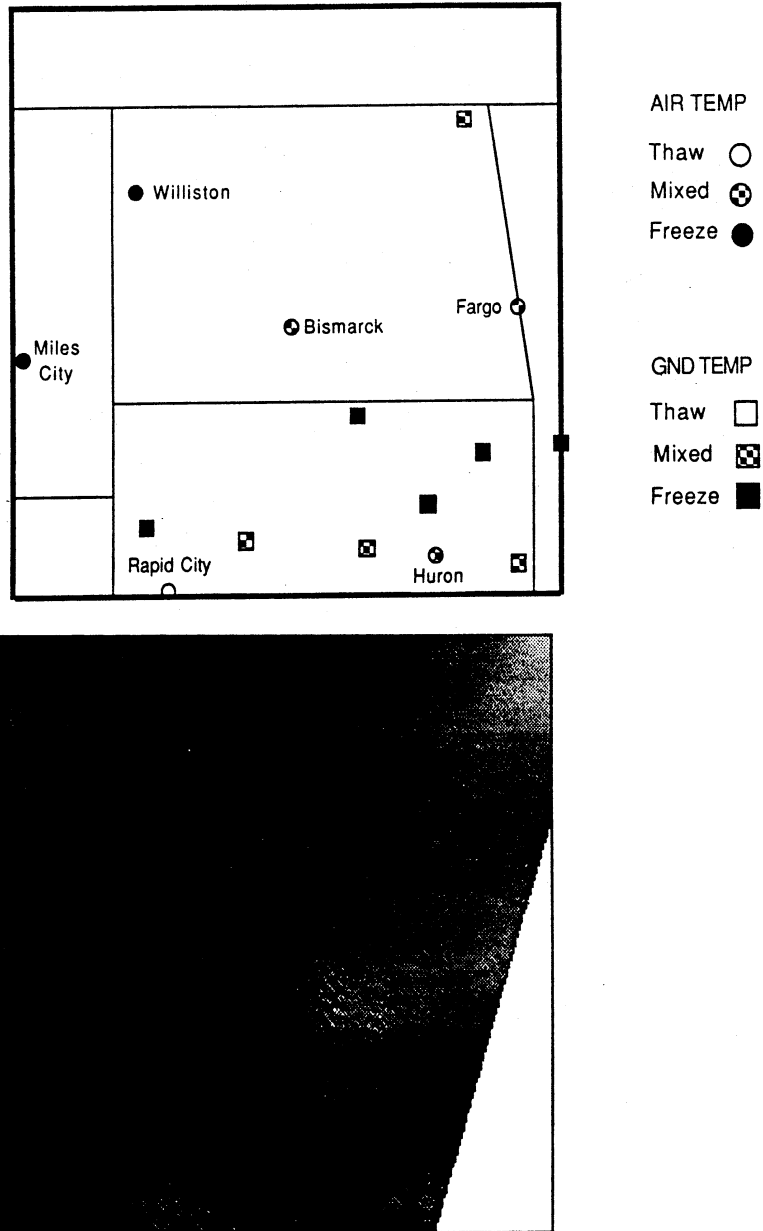 AIR TEMP
Thaw
Mixed
Freeze
Williston
Fargo
Bismarck
Miles
City
GND TEMP
Thaw
Mixed
Freeze
Rapid City
Huron